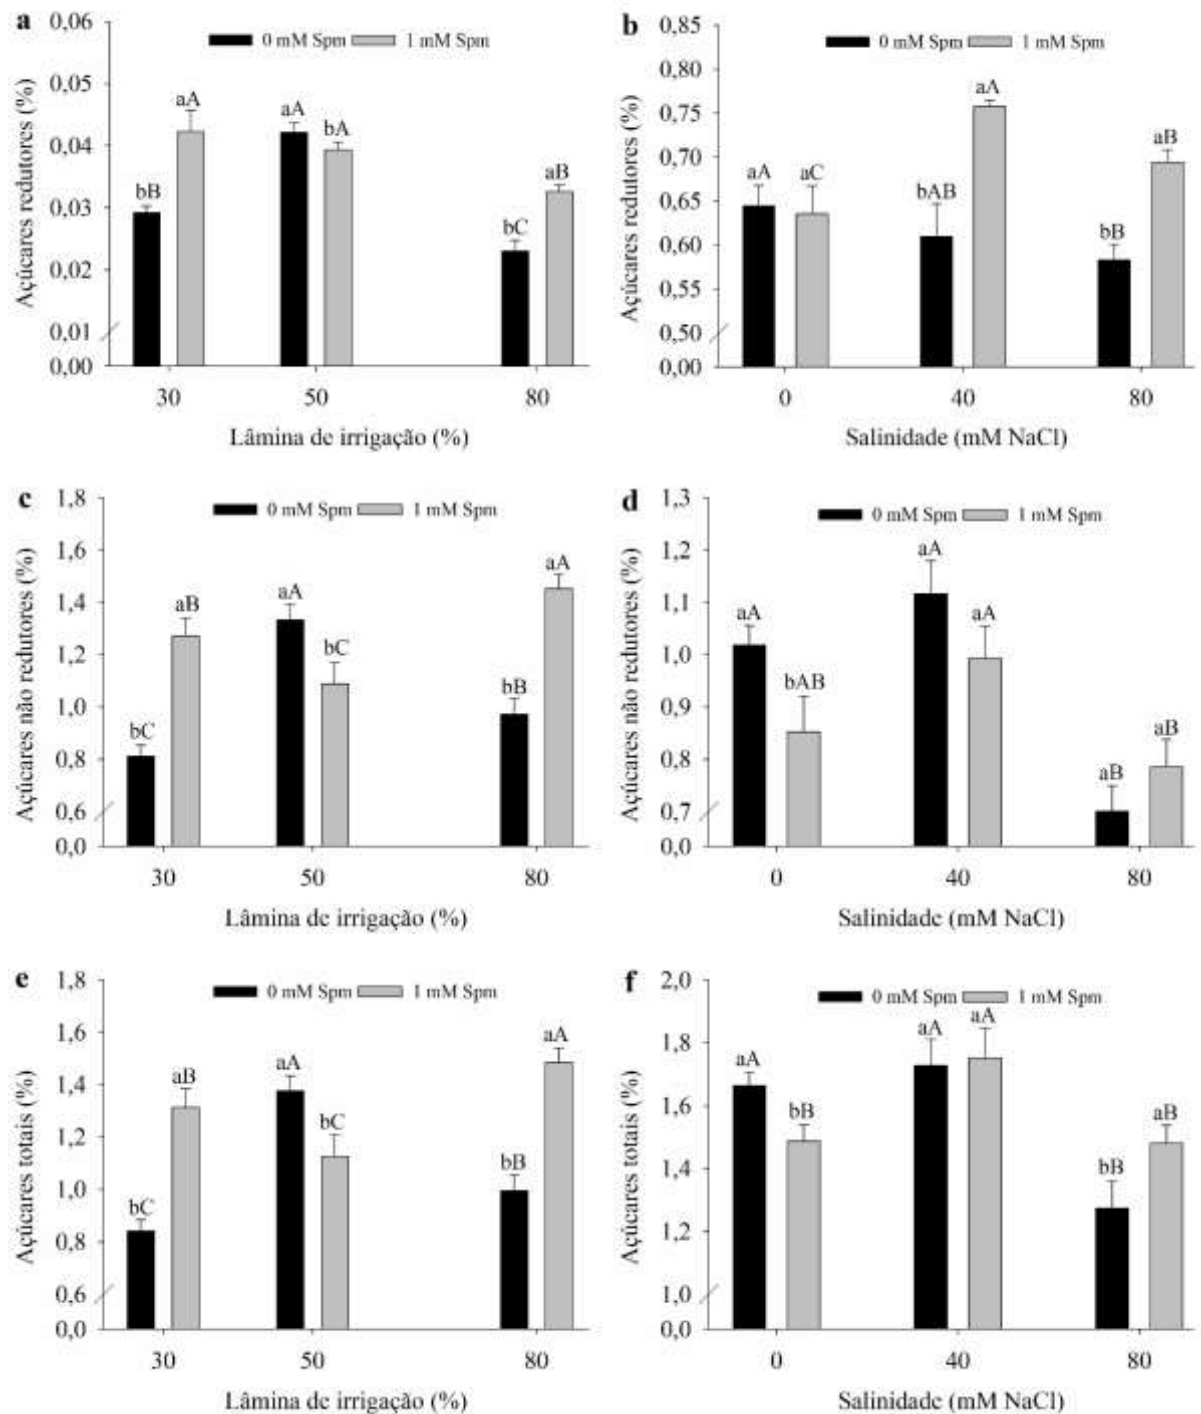 a
0 mM Spm 1 mM Spm
Açúcares redutores (%)
0,06
0,05
0,04
0,03
0,02
0,01
0,00
bB aA aA bA bC aB
30 50 80
Lâmina de irrigação (%)
b
0 mM Spm 1 mM Spm
Açúcares redutores (%)
0,85
0,80
0,75
0,70
0,65
0,60
0,55
0,50
0,00
aA aC bAB aA bB aB
0 40 80
Salinidade (mM NaCl)
c
0 mM Spm 1 mM Spm
Açúcares não redutores (%)
1,8
1,6
1,4
1,2
1,0
0,8
0,6
0,0
bC aB aA bC bB aA
30 50 80
Lâmina de irrigação (%)
d
0 mM Spm 1 mM Spm
Açúcares não redutores (%)
1,3
1,2
1,1
1,0
0,9
0,8
0,7
0,0
aA bAB aA aA aB aB
0 40 80
Salinidade (mM NaCl)
e
0 mM Spm 1 mM Spm
Açúcares totais (%)
1,8
1,6
1,4
1,2
1,0
0,8
0,6
0,0
bC aB aA bC bB aA
30 50 80
Lâmina de irrigação (%)
f
0 mM Spm 1 mM Spm
Açúcares totais (%)
2,0
1,8
1,6
1,4
1,2
1,0
0,0
aA bB aA aA bB aB
0 40 80
Salinidade (mM NaCl)